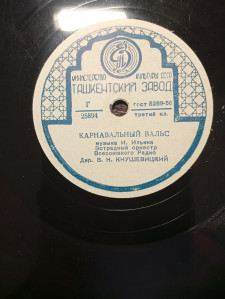 МИНИСТЕРСТВО КУЛЬТУРЫ СССР
ТАШКЕНТСКИЙ ЗАВОД
Г ГОСТ 5289-50
25894 третий кл.
КАРНАВАЛЬНЫЙ ВАЛЬС
музыка И. Ильина
Эстрадный оркестр
Всесоюзного Радио
Дир. В. Н. КНУШЕВИЦКИЙ